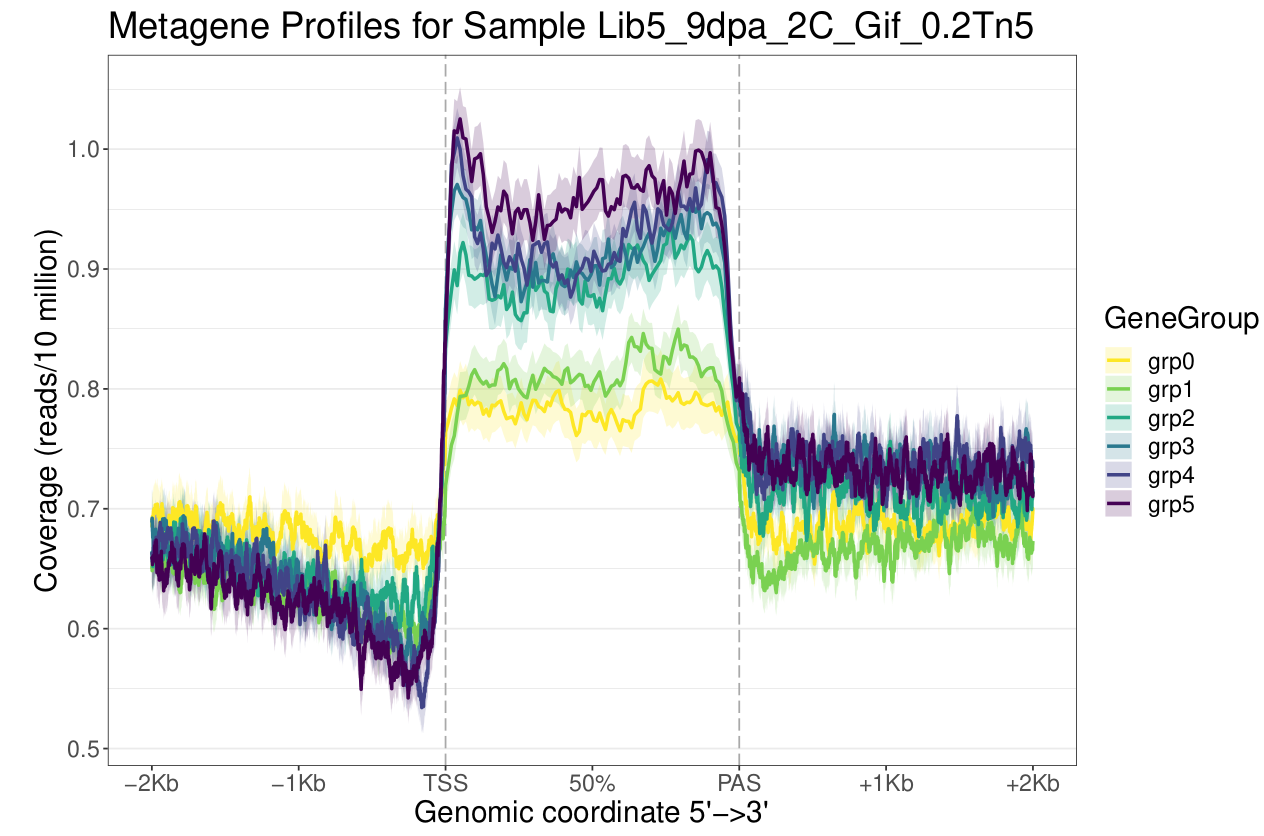 Metagene Profiles for Sample Lib5_9dpa_2C_Gif_0.2Tn5
Coverage (reads/10 million)
1.0
0.9
0.8
0.7
0.6
0.5
−2Kb
−1Kb
TSS
50%
PAS
+1Kb
+2Kb
Genomic coordinate 5'−>3'
GeneGroup
grp0
grp1
grp2
grp3
grp4
grp5